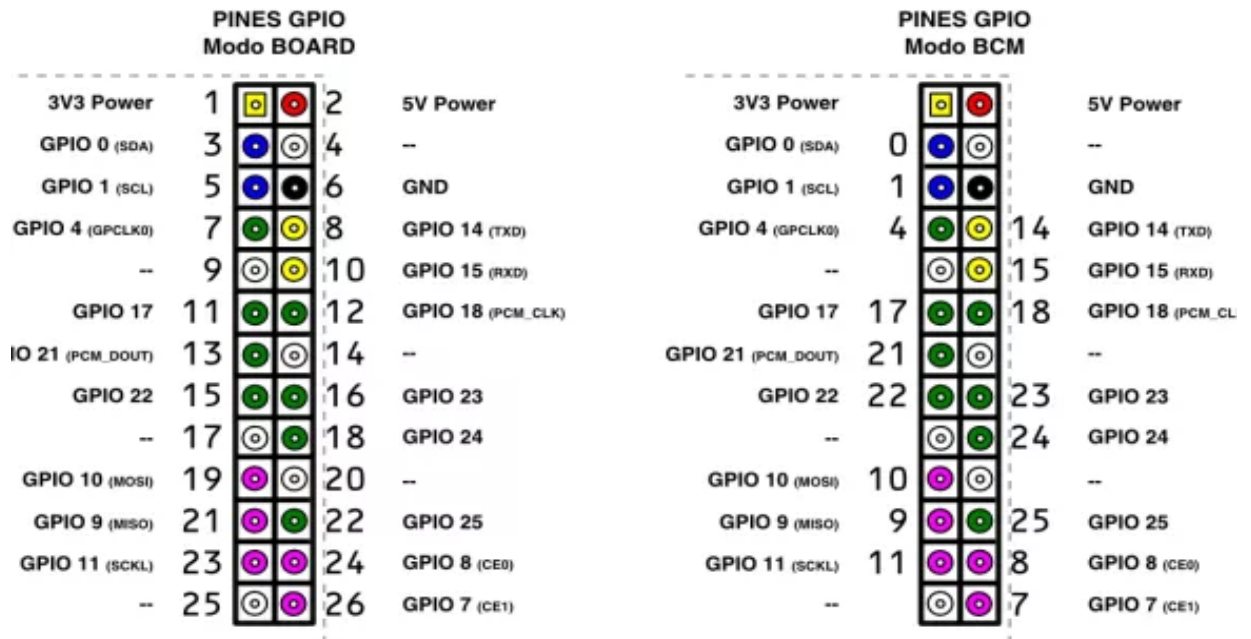 PINES GPIO
Modo BOARD
3V3 Power 1 2 5V Power
GPIO 0 (SDA) 3 4 --
GPIO 1 (SCL) 5 6 GND
GPIO 4 (GPCLK0) 7 8 GPIO 14 (TXD)
-- 9 10 GPIO 15 (RXD)
GPIO 17 11 12 GPIO 18 (PCM_CLK)
IO 21 (PCM_DOUT) 13 14 --
GPIO 22 15 16 GPIO 23
-- 17 18 GPIO 24
GPIO 10 (MOSI) 19 20 --
GPIO 9 (MISO) 21 22 GPIO 25
GPIO 11 (SCKL) 23 24 GPIO 8 (CE0)
-- 25 26 GPIO 7 (CE1)
PINES GPIO
Modo BCM
3V3 Power 5V Power
GPIO 0 (SDA) 0 --
GPIO 1 (SCL) 1 GND
GPIO 4 (GPCLK0) 4 14 GPIO 14 (TXD)
-- 15 GPIO 15 (RXD)
GPIO 17 17 18 GPIO 18 (PCM_CL
GPIO 21 (PCM_DOUT) 21 --
GPIO 22 22 23 GPIO 23
-- 24 GPIO 24
GPIO 10 (MOSI) 10 --
GPIO 9 (MISO) 9 25 GPIO 25
GPIO 11 (SCKL) 11 8 GPIO 8 (CE0)
-- 7 GPIO 7 (CE1)